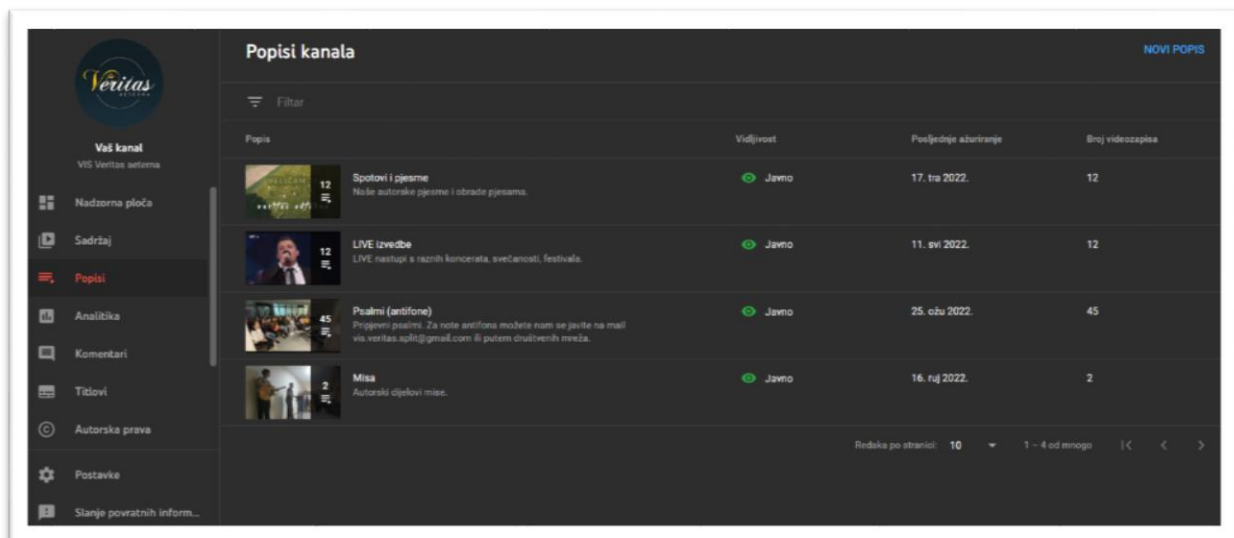 Veritas
AETERNA
Vaš kanal
VIS Veritas aeterna
Nadzorna ploča
Sadržaj
Popisi
Analitika
Komentari
Titlovi
Autorska prava
Postavke
Slanje povratnih inform...
Popisi kanala
NOVI POPIS
Filtar
Popis Vidljivost Posljednje ažuriranje Broj videozapisa
12
Spotovi i pjesme Javno 17. tra 2022. 12
Naše autorske pjesme i obrade pjesama.
12
LIVE izvedbe Javno 11. svi 2022. 12
LIVE nastupi s raznih koncerata, svečanosti, festivala.
45
Psalmi (antifone) Javno 25. ožu 2022. 45
Pripjevni psalmi. Za note antifona možete nam se javite na mail
vis.veritas.split@gmail.com ili putem društvenih mreža.
2
Misa Javno 16. ruj 2022. 2
Autorski dijelovi mise.
Redaka po stranici: 10 1 – 4 od mnogo